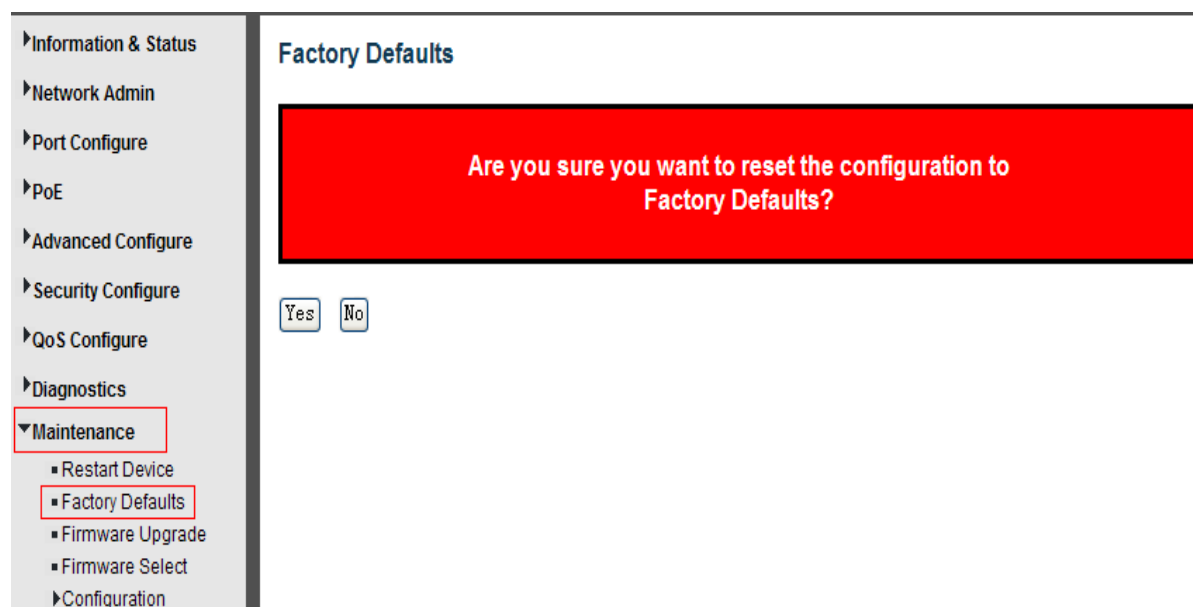 Information & Status
Network Admin
Port Configure
PoE
Advanced Configure
Security Configure
QoS Configure
Diagnostics
Maintenance
Restart Device
Factory Defaults
Firmware Upgrade
Firmware Select
Configuration
Factory Defaults
Are you sure you want to reset the configuration to
Factory Defaults?
Yes No